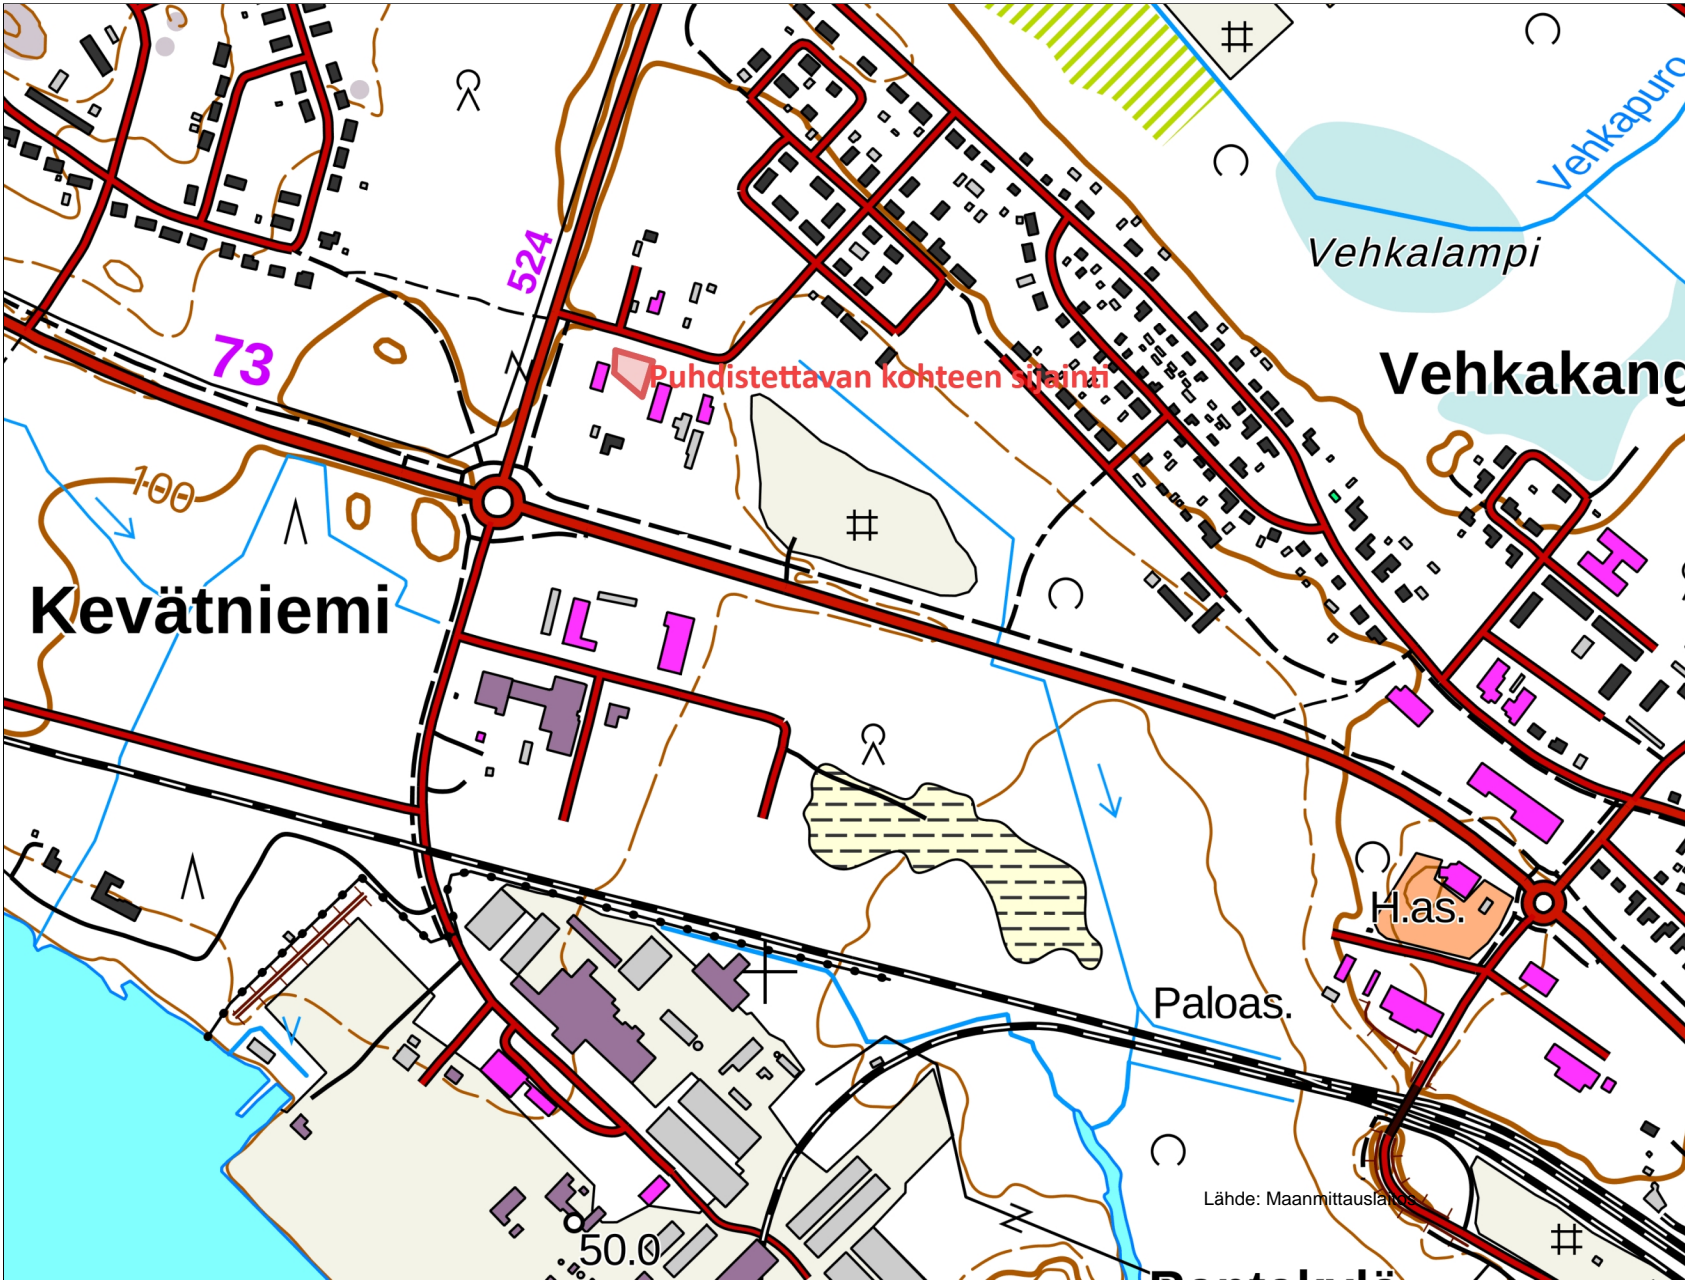 Vehkapuro
524
Vehkalampi
73
Puhdistettavan kohteen sijainti
Vehkakang
100
Kevätniemi
H.as.
Paloas.
Lähde: Maanmittauslaitos
50.0